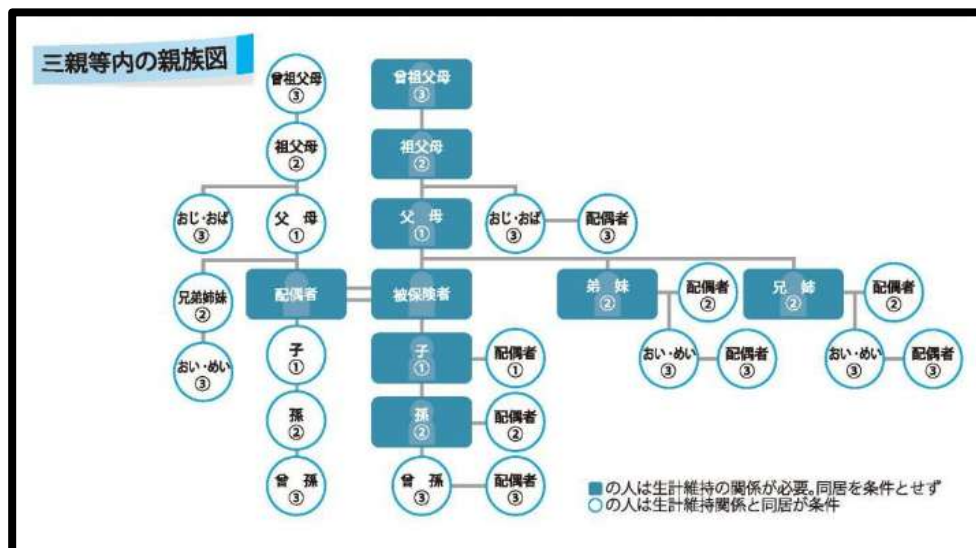 三親等内の親族図
曾祖父母
③
曾祖父母
③
祖父母
②
祖父母
②
おじ・おば
③
父 母
①
父 母
①
おじ・おば
③
配偶者
③
兄弟姉妹
②
配偶者
被保険者
弟 妹
②
配偶者
②
兄 姉
②
配偶者
②
おい・めい
③
子
①
子
①
配偶者
①
おい・めい
③
配偶者
③
おい・めい
③
配偶者
③
孫
②
孫
②
配偶者
②
曾 孫
③
曾 孫
③
配偶者
③
■の人は生計維持の関係が必要。同居を条件とせず
○の人は生計維持関係と同居が条件